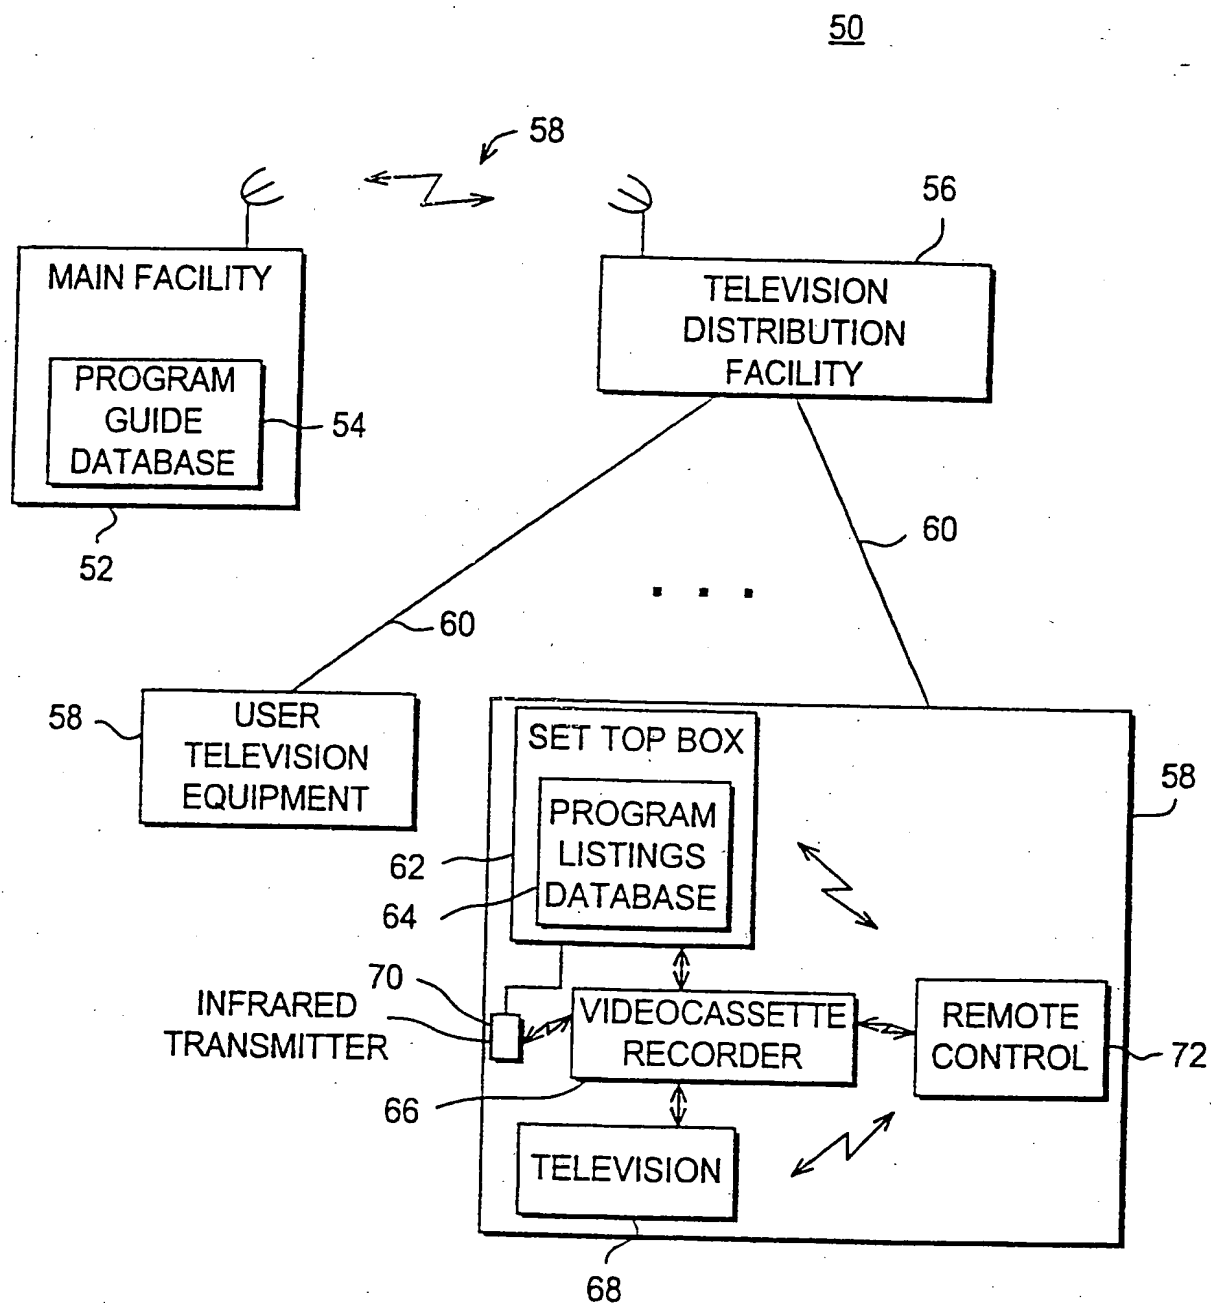 50
58
56
MAIN FACILITY
PROGRAM
GUIDE
DATABASE
54
52
TELEVISION
DISTRIBUTION
FACILITY
60
60
58
USER
TELEVISION
EQUIPMENT
SET TOP BOX
PROGRAM
LISTINGS
DATABASE
62
64
58
70
INFRARED
TRANSMITTER
VIDEOCASSETTE
RECORDER
66
REMOTE
CONTROL
72
TELEVISION
68